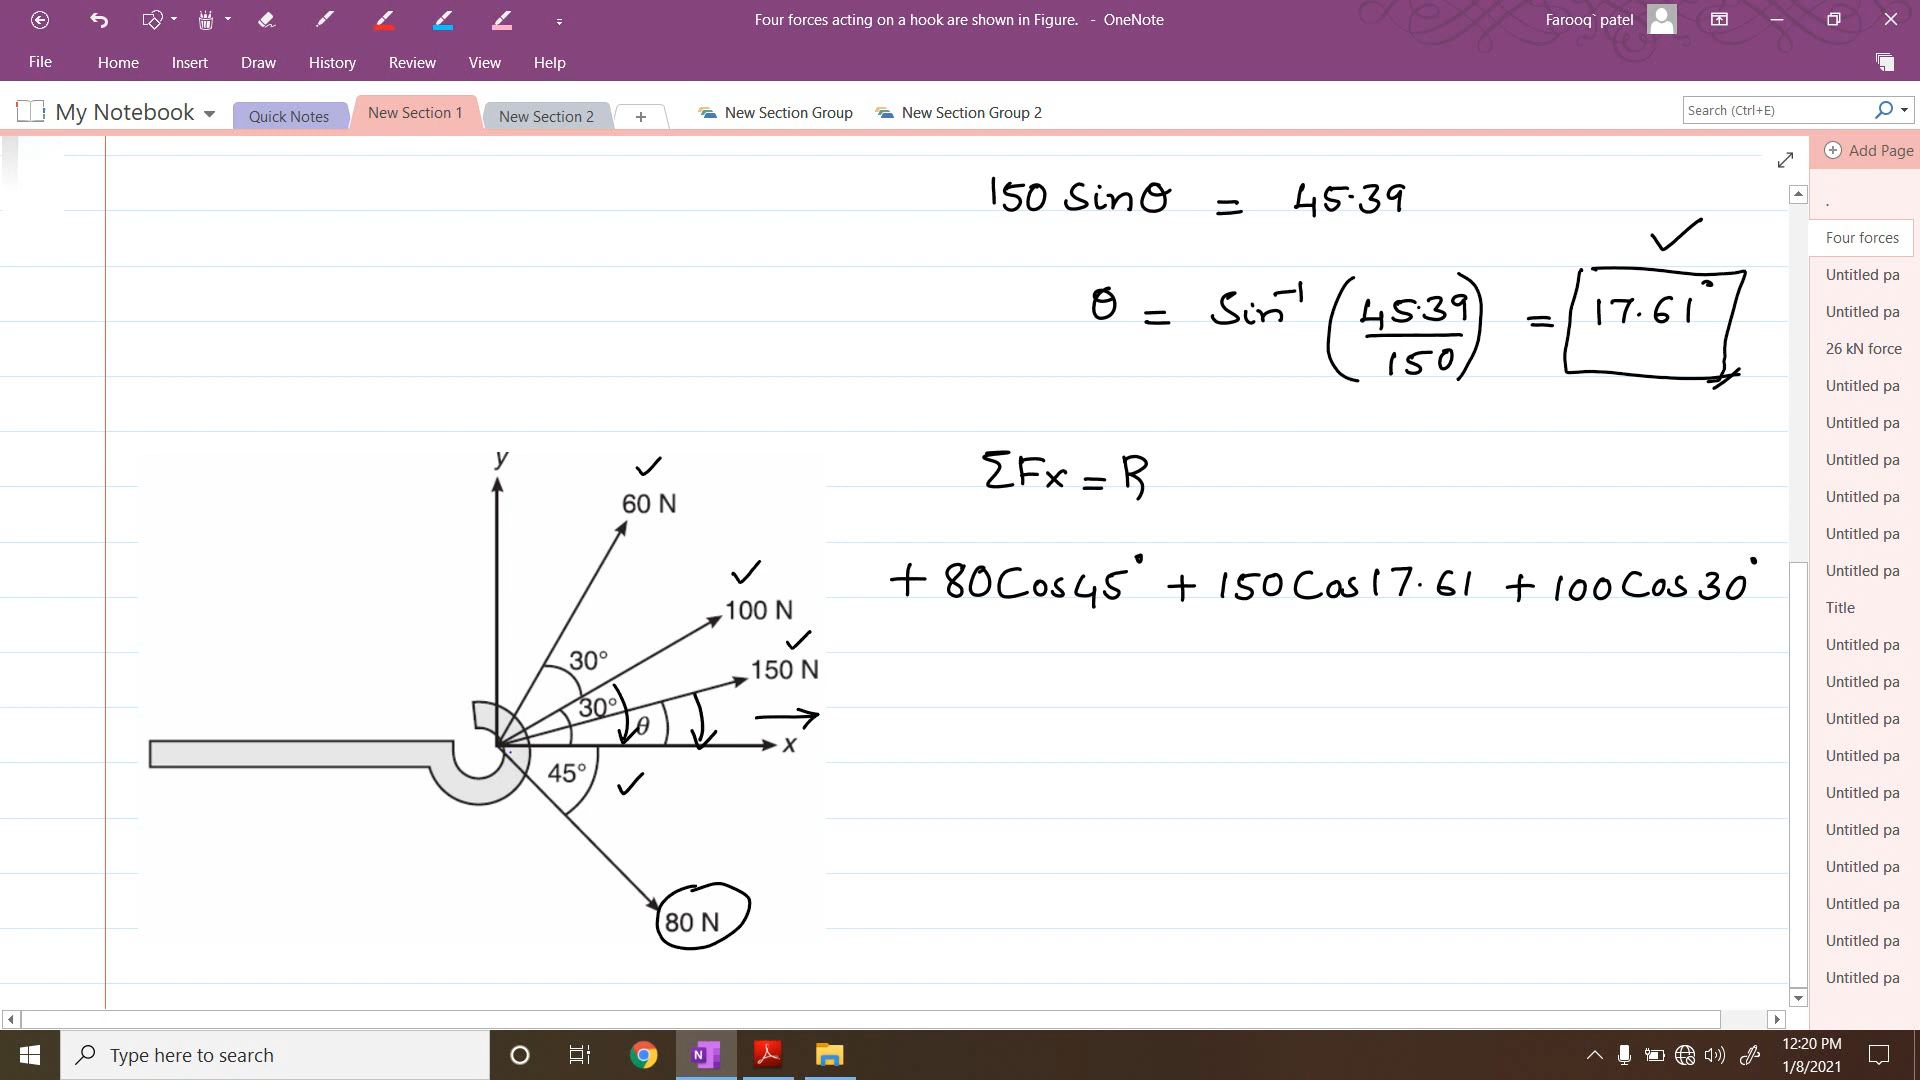 Four forces acting on a hook are shown in Figure. - OneNote
Farooq` patel
File Home Insert Draw History Review View Help
My Notebook Quick Notes New Section 1 New Section 2 + New Section Group New Section Group 2
Search (Ctrl+E)
Add Page
.
Four forces
Untitled pa
Untitled pa
26 kN force
Untitled pa
Untitled pa
Untitled pa
Untitled pa
Untitled pa
Untitled pa
Title
Untitled pa
Untitled pa
Untitled pa
Untitled pa
Untitled pa
Untitled pa
Untitled pa
Untitled pa
Untitled pa
Untitled pa
150 Sinθ = 45.39
θ = Sin⁻¹ (45.39/150) = 17.61°
ΣFx = R
+ 80Cos45° + 150Cos17.61 + 100Cos30°
y
60 N
100 N
150 N
30°
30°
θ
x
45°
80 N
Type here to search
12:20 PM
1/8/2021